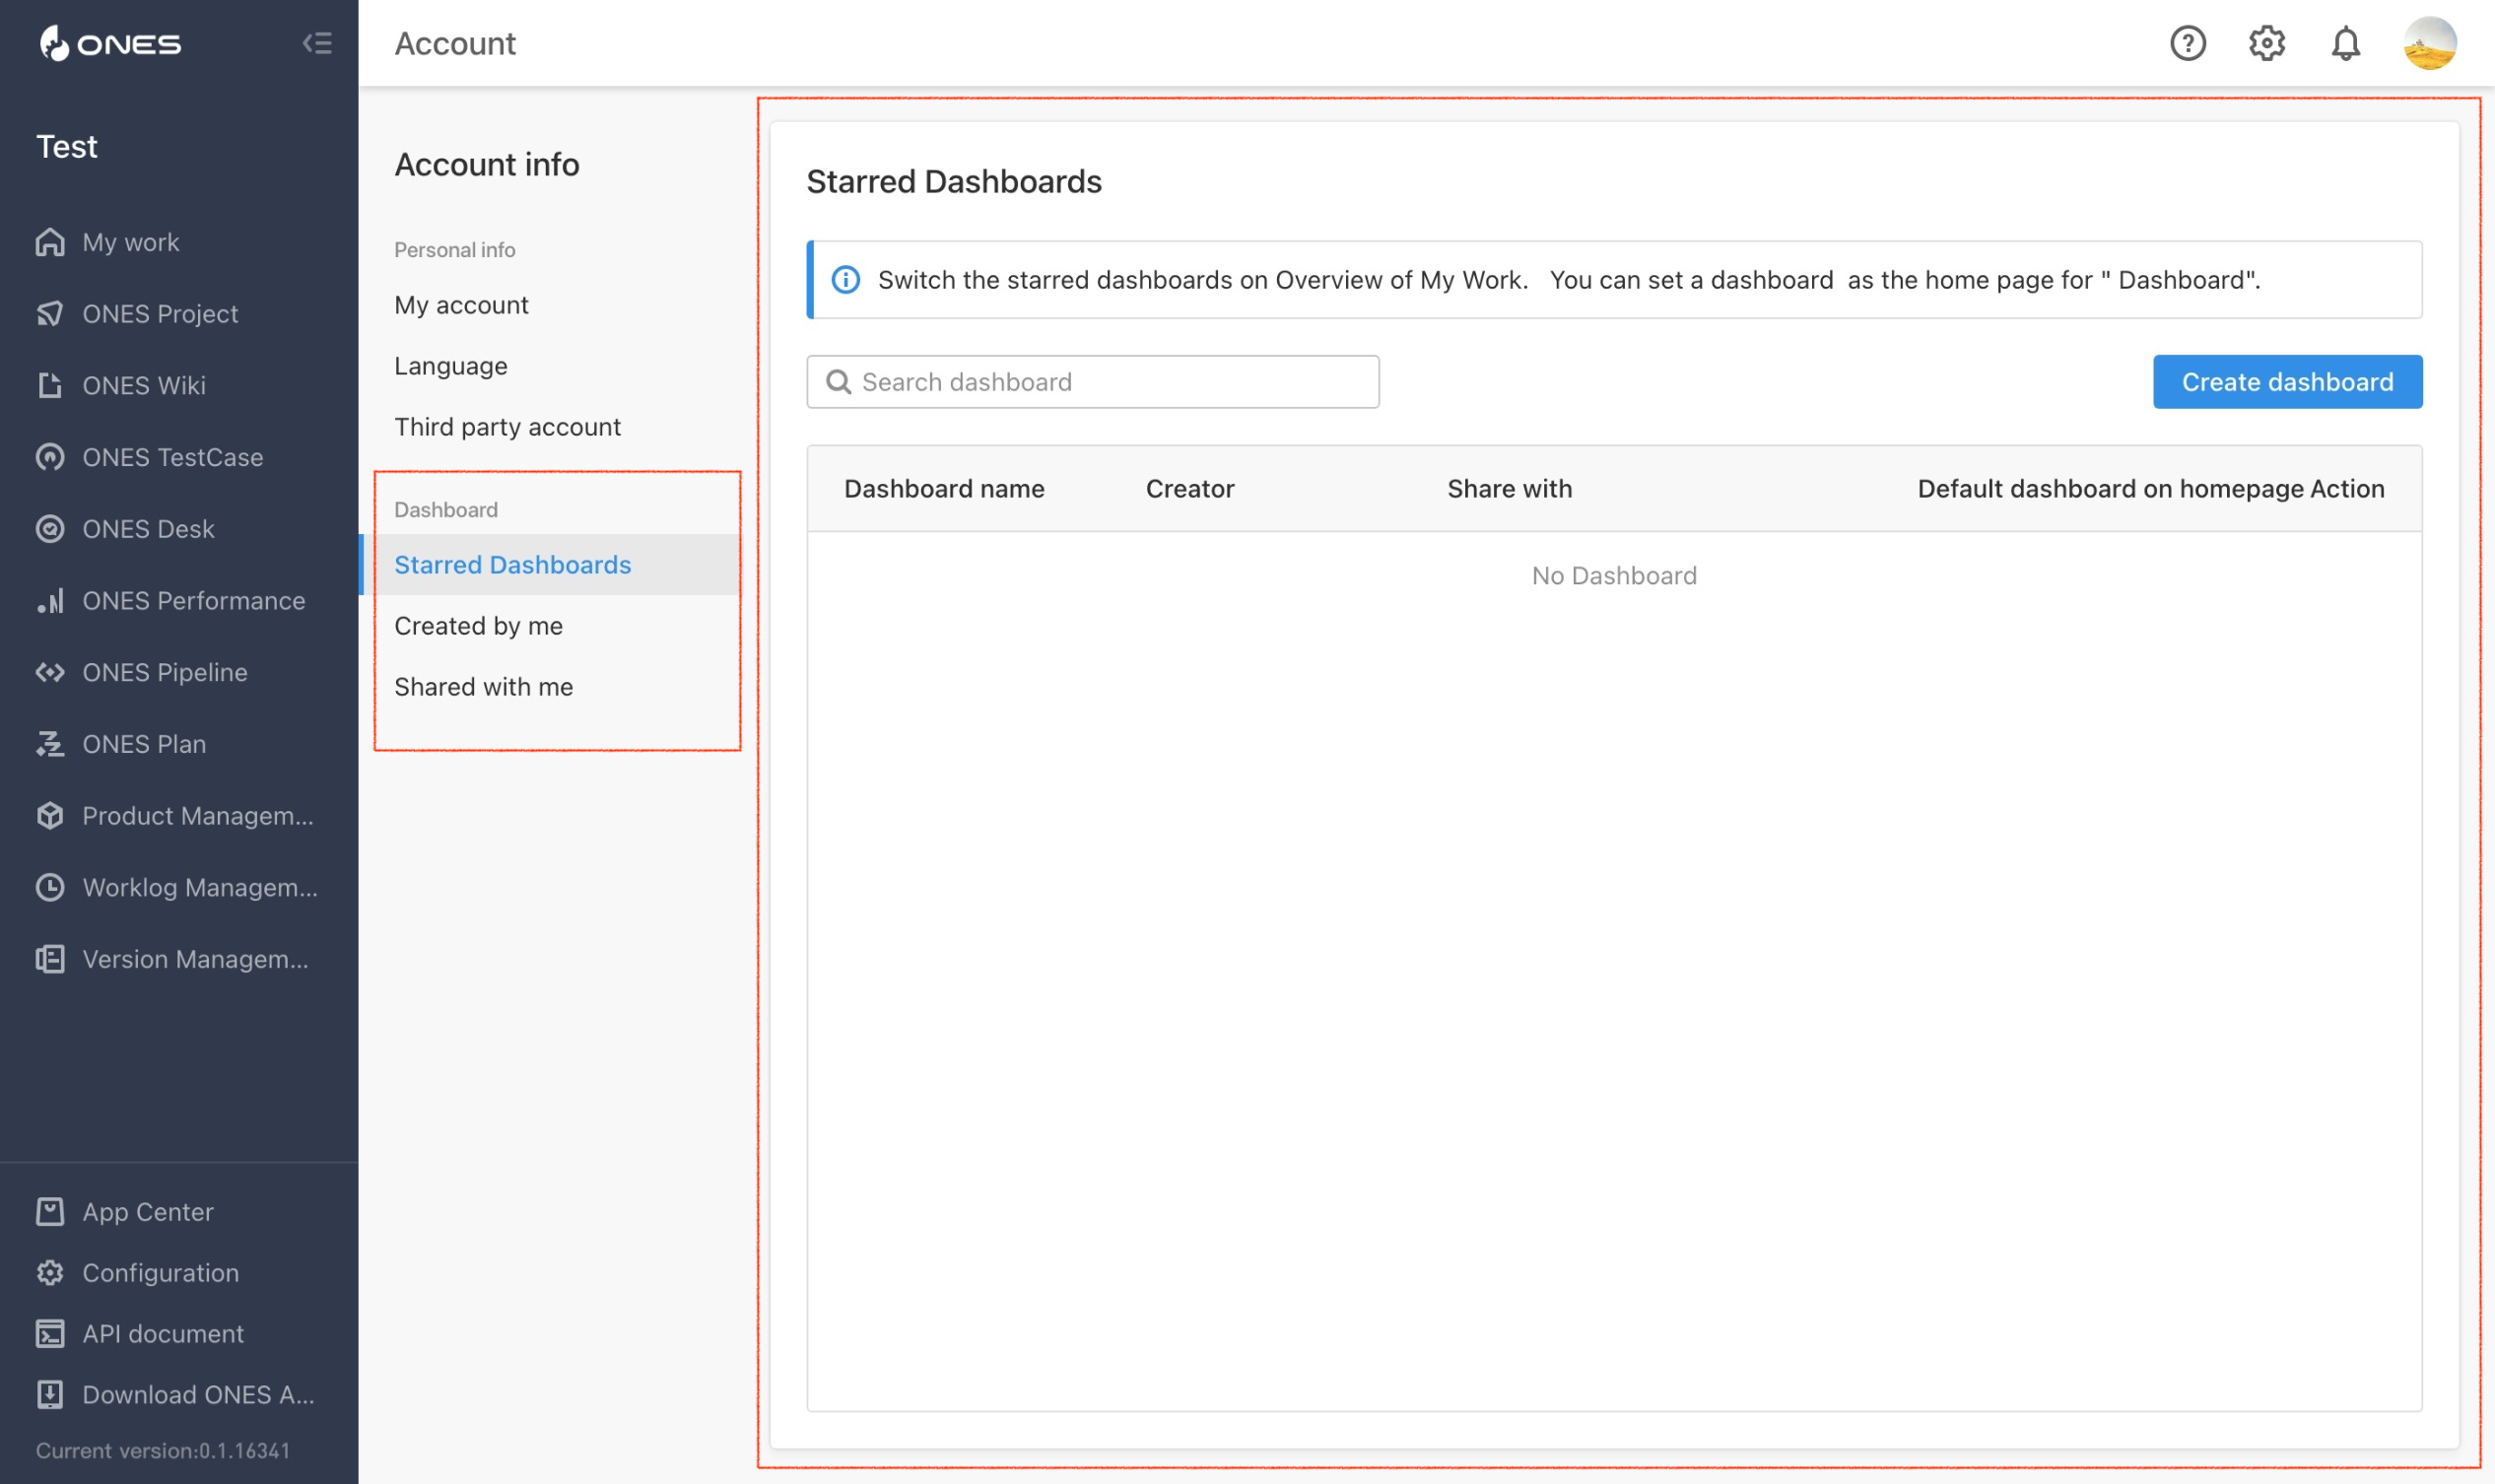 ONES
Account
Test
My work
ONES Project
ONES Wiki
ONES TestCase
ONES Desk
ONES Performance
ONES Pipeline
ONES Plan
Product Managem...
Worklog Managem...
Version Managem...
App Center
Configuration
API document
Download ONES A...
Current version:0.1.16341
Account info
Personal info
My account
Language
Third party account
Dashboard
Starred Dashboards
Created by me
Shared with me
Starred Dashboards
Switch the starred dashboards on Overview of My Work. You can set a dashboard as the home page for " Dashboard".
Search dashboard
Create dashboard
Dashboard name Creator Share with Default dashboard on homepage Action
No Dashboard